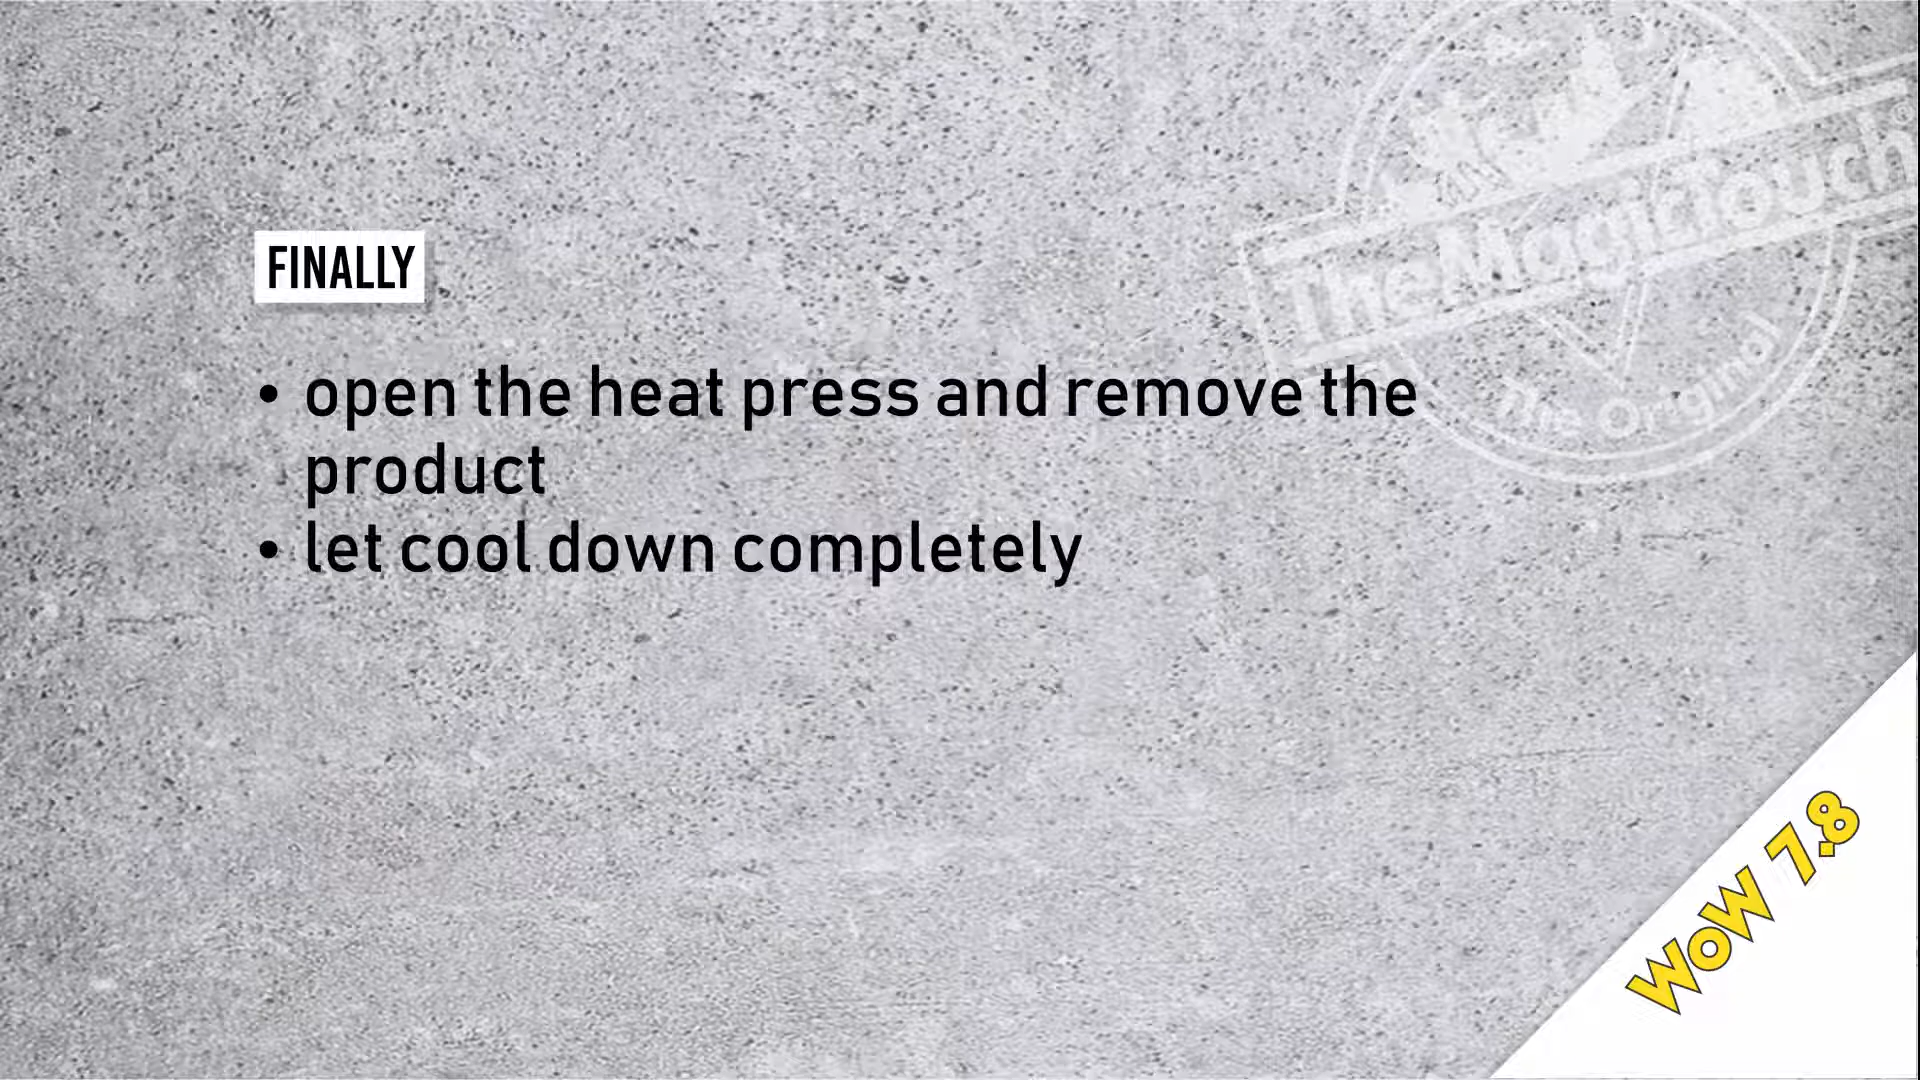 FINALLY
• open the heat press and remove the
product
• let cool down completely
TheMagicTouch®
The Original
WoW 7.8